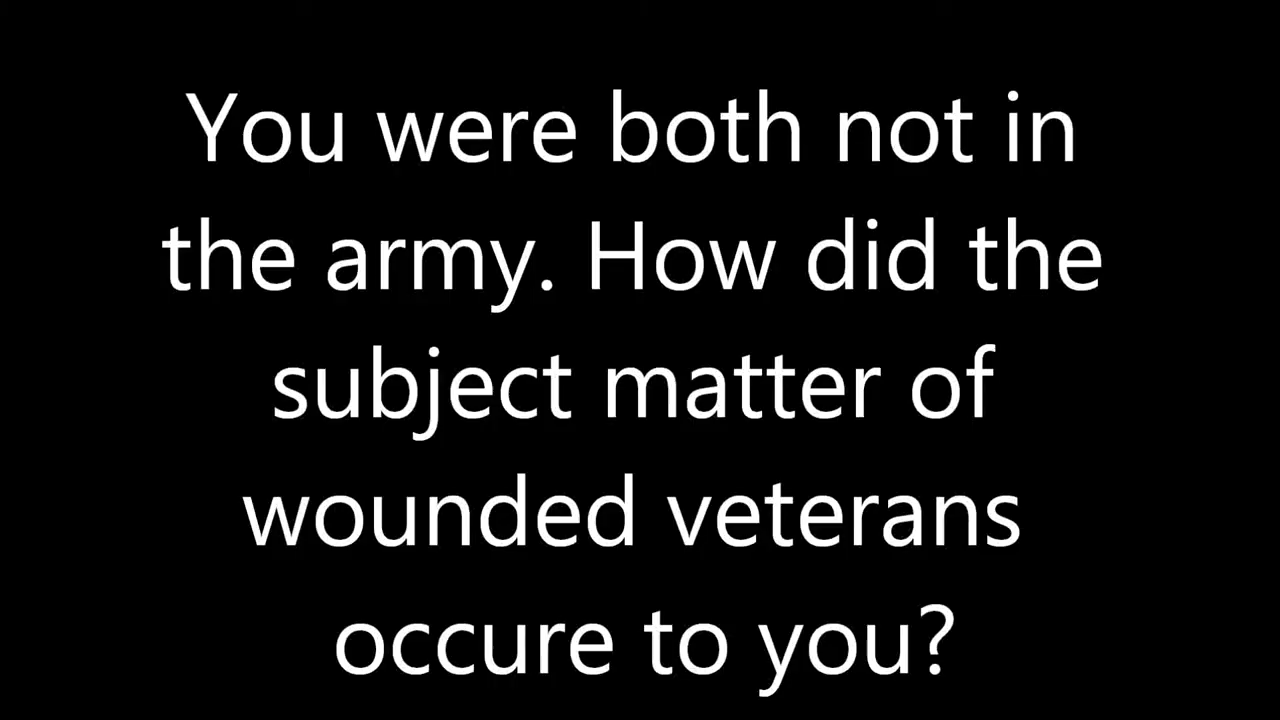 You were both not in
the army. How did the
subject matter of
wounded veterans
occure to you?